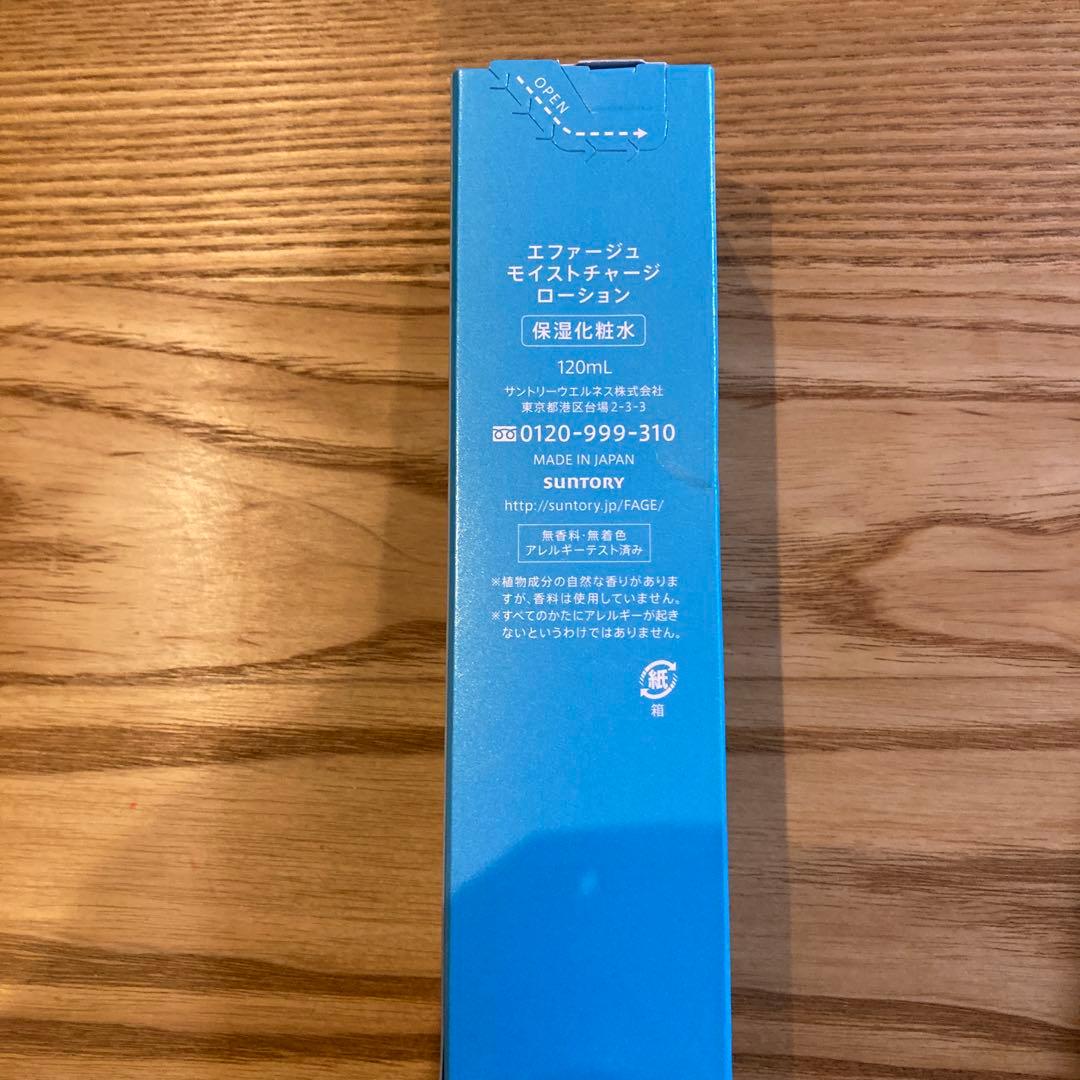 OPEN
エファージュ
モイストチャージ
ローション
保湿化粧水
120mL
サントリーウエルネス株式会社
東京都港区台場2-3-3
0120-999-310
MADE IN JAPAN
SUNTORY
http://suntory.jp/FAGE/
無香料・無着色
アレルギーテスト済み
※植物成分の自然な香りがありま
すが、香料は使用していません。
※すべてのかたにアレルギーが起き
ないというわけではありません。
紙
箱